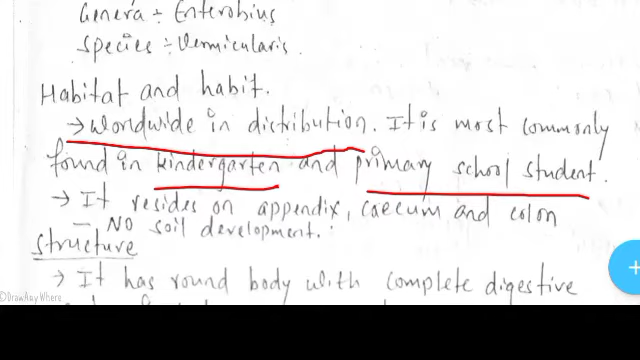 Genera ÷ Enterobius
Species ÷ Vermicularis.
Habitat and habit.
→ Worldwide in distribution. It is most commonly
found in kindergarten and primary school student.
→ It resides on appendix, caecum and colon
— No soil development.
Structure
→ It has round body with complete digestive
©DrawAnyWhere